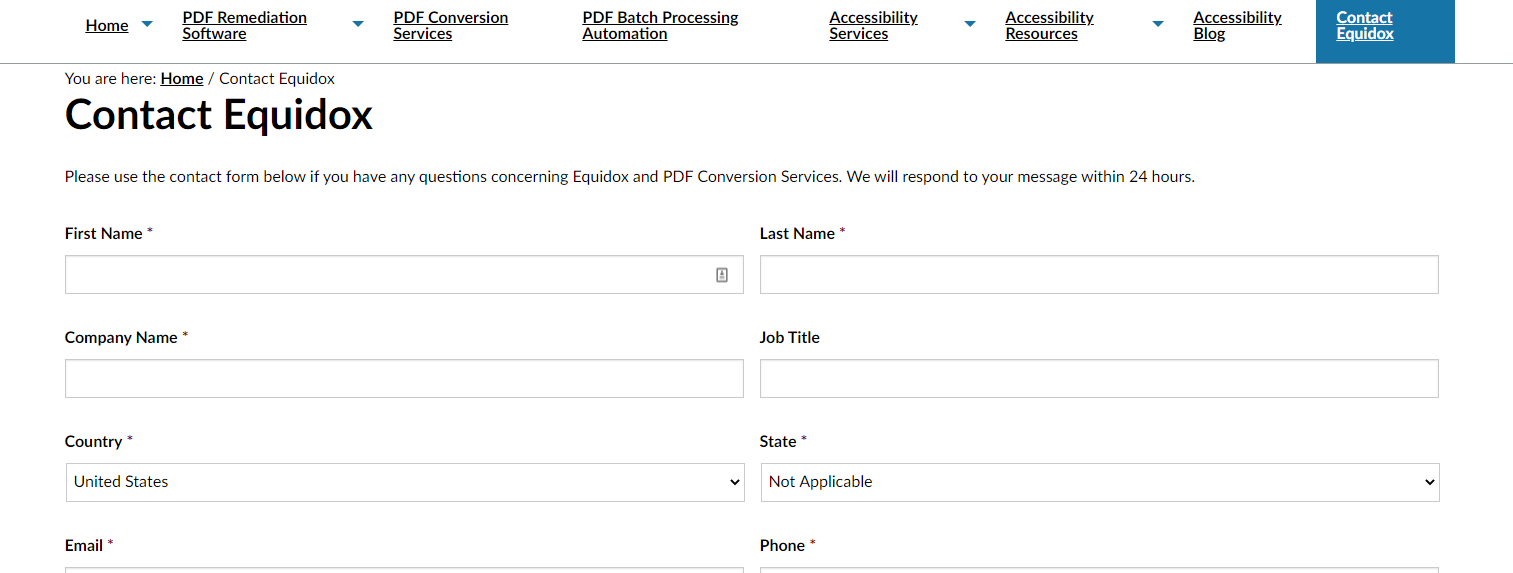 Home
PDF Remediation
Software
PDF Conversion
Services
PDF Batch Processing
Automation
Accessibility
Services
Accessibility
Resources
Accessibility
Blog
Contact
Equidox
You are here: Home / Contact Equidox
Contact Equidox
Please use the contact form below if you have any questions concerning Equidox and PDF Conversion Services. We will respond to your message within 24 hours.
First Name *
Last Name *
Company Name *
Job Title
Country *
State *
United States
Not Applicable
Email *
Phone *